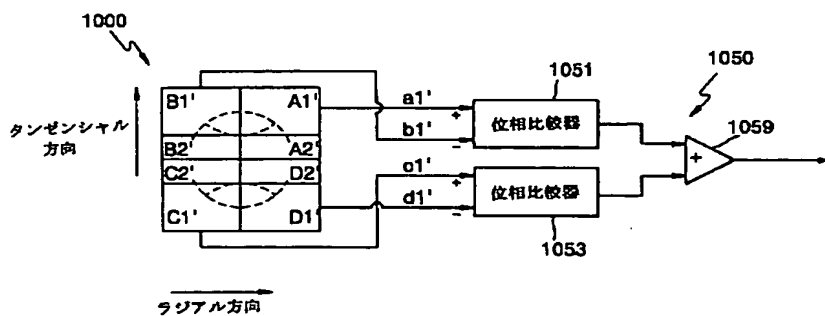 1000
1051
1050
B1' A1'
a1'
+
位相比較器
1059
タンゼンシャル
方向
b1'
-
+
B2' A2'
C2' D2'
c1'
+
位相比較器
C1' D1'
d1'
-
1053
ラジアル方向